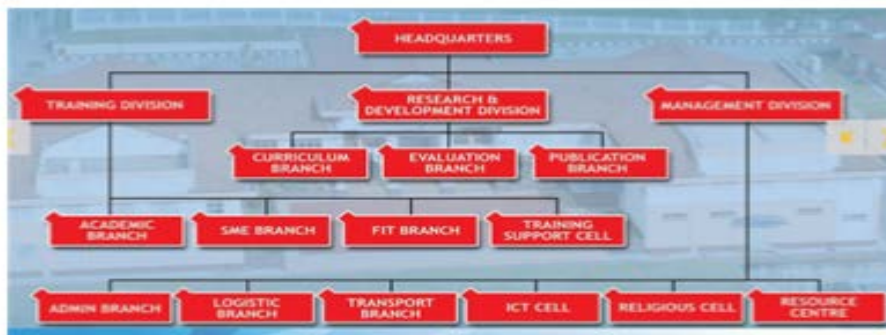 HEADQUARTERS
TRAINING DIVISION
RESEARCH &
DEVELOPMENT DIVISION
MANAGEMENT DIVISION
CURRICULUM
BRANCH
EVALUATION
BRANCH
PUBLICATION
BRANCH
ACADEMIC
BRANCH
SME BRANCH
FIT BRANCH
TRAINING
SUPPORT CELL
ADMIN BRANCH
LOGISTIC
BRANCH
TRANSPORT
BRANCH
ICT CELL
RELIGIOUS CELL
RESOURCE
CENTRE